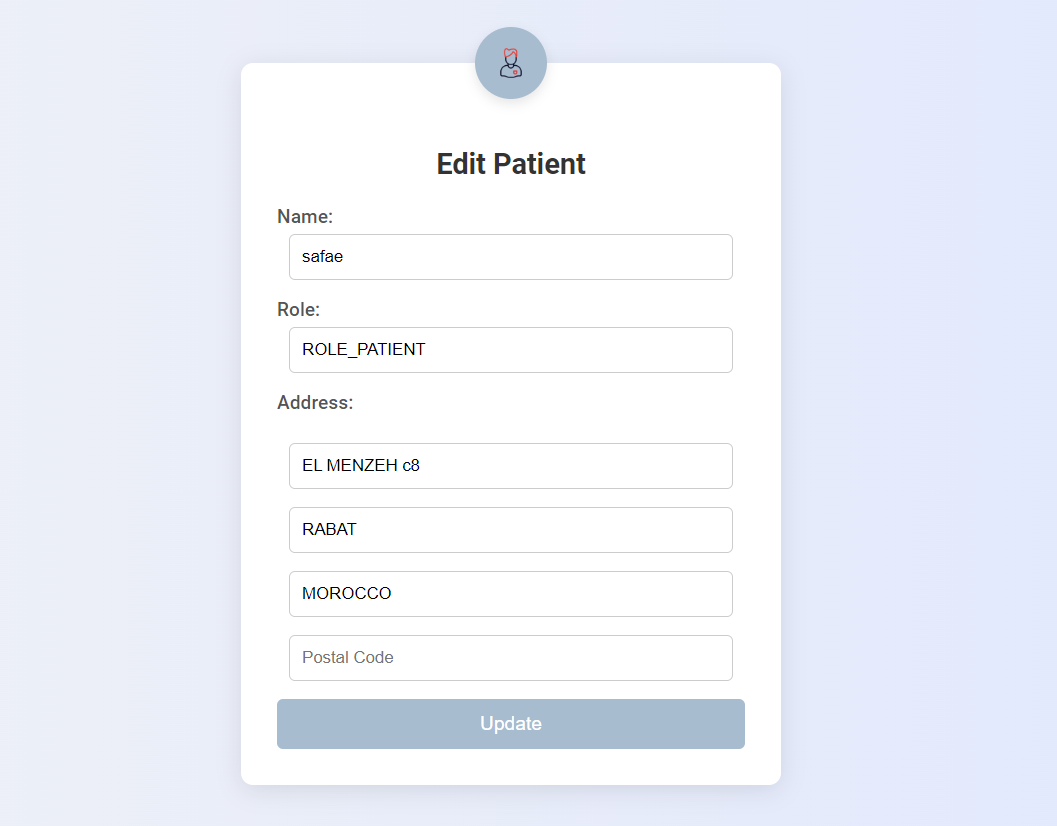 Edit Patient
Name:
safae
Role:
ROLE_PATIENT
Address:
EL MENZEH c8
RABAT
MOROCCO
Postal Code
Update